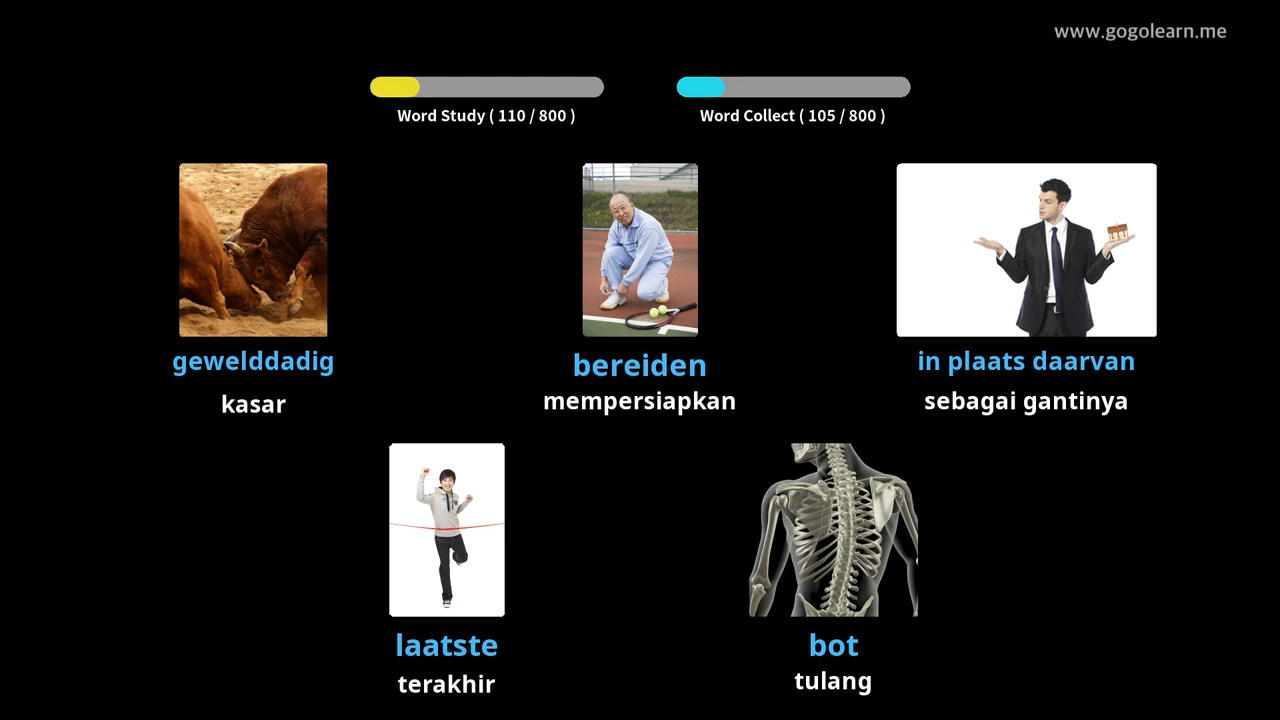 www.gogolearn.me
Word Study ( 110 / 800 )
Word Collect ( 105 / 800 )
gewelddadig
kasar
bereiden
mempersiapkan
in plaats daarvan
sebagai gantinya
laatste
terakhir
bot
tulang